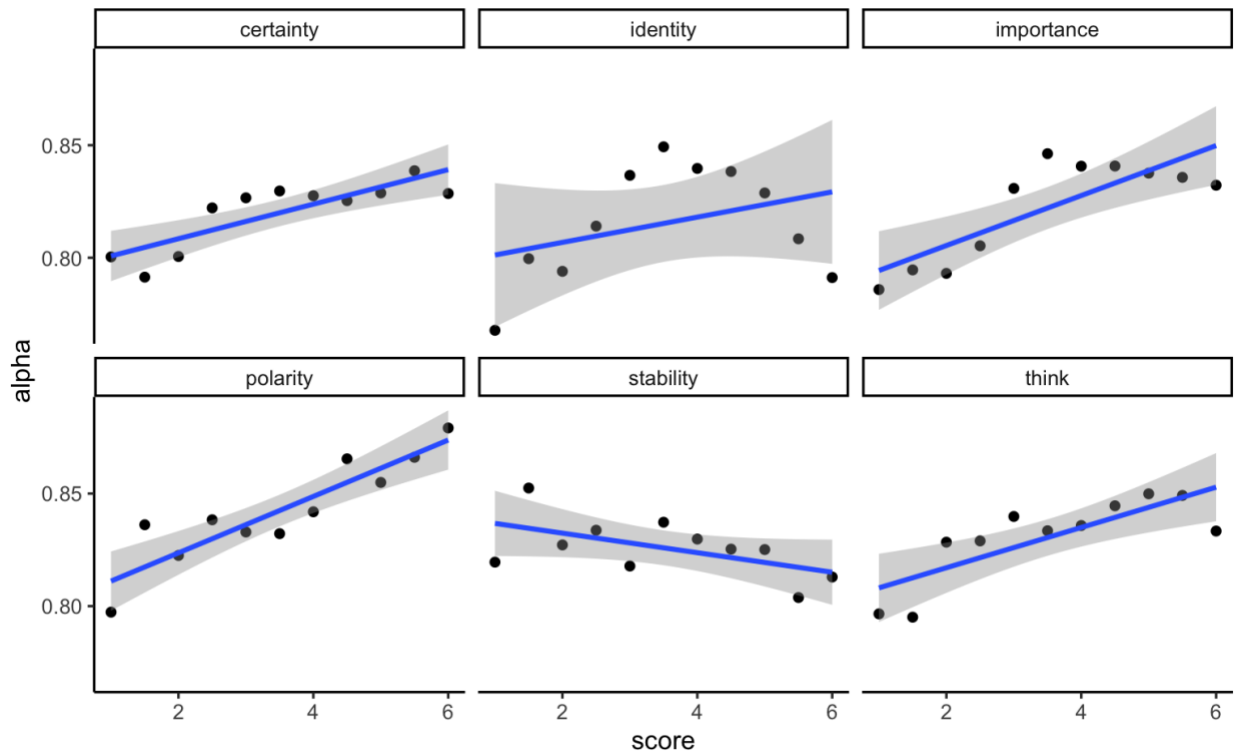 certainty identity importance
0.85
0.80
alpha
polarity stability think
0.85
0.80
2 4 6 2 4 6 2 4 6
score